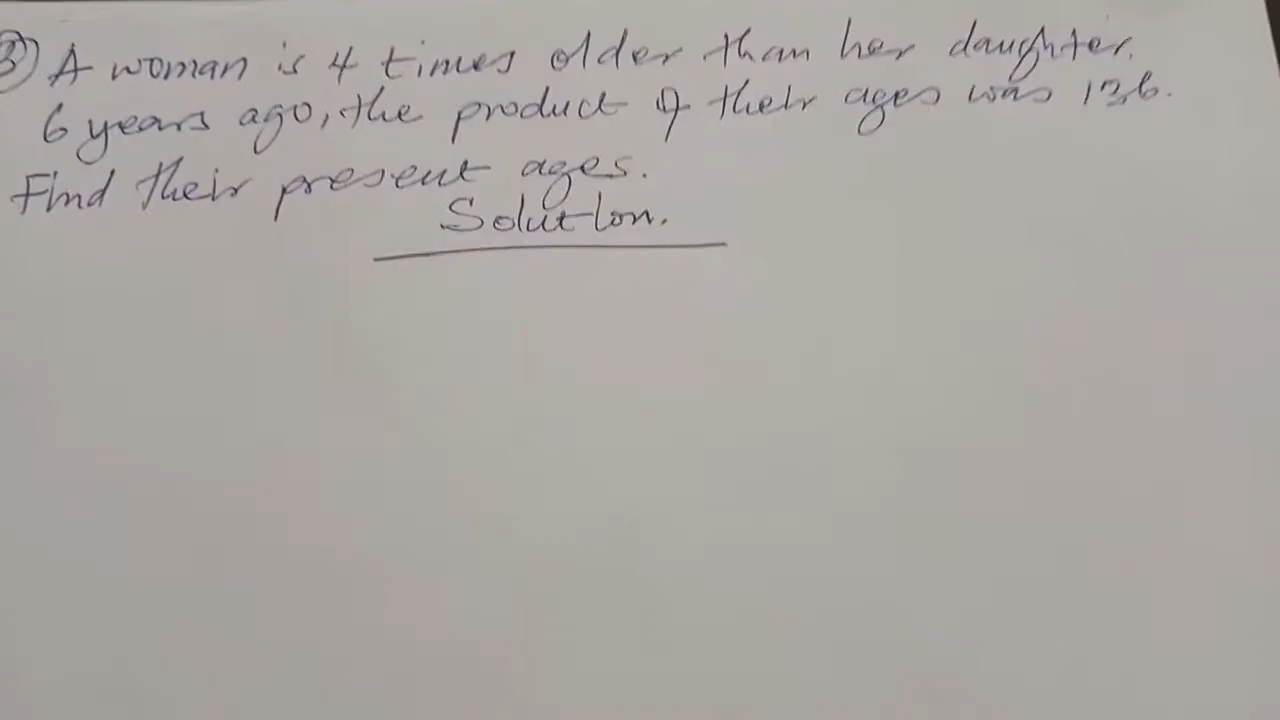 3) A woman is 4 times older than her daughter.
6 years ago, the product of their ages was 136.
Find their present ages.
Solution.